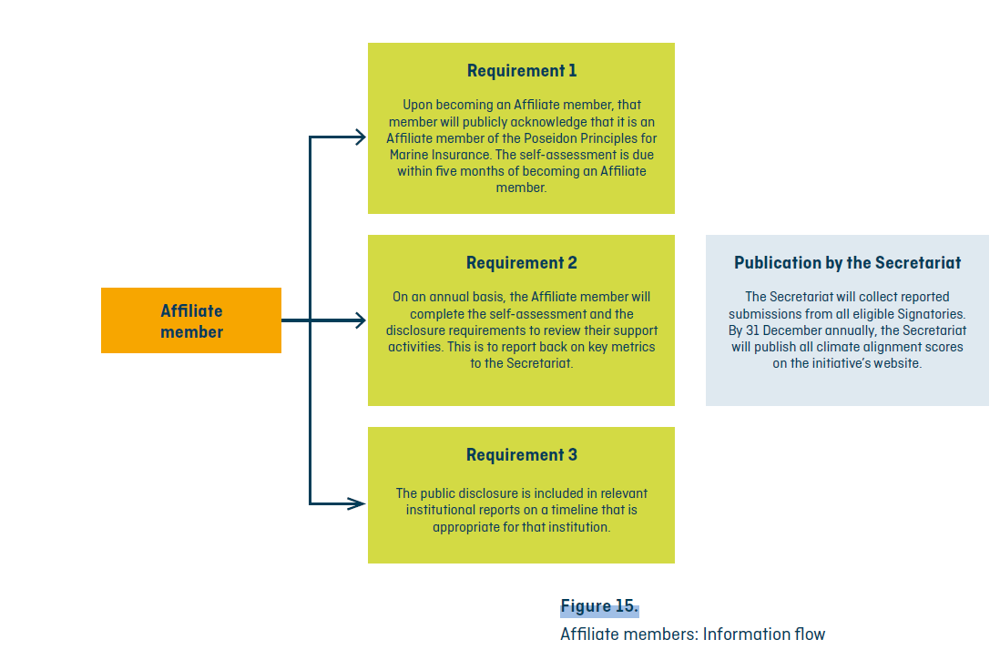 Requirement 1
Upon becoming an Affiliate member, that
member will publicly acknowledge that it is an
Affiliate member of the Poseidon Principles for
Marine Insurance. The self-assessment is due
within five months of becoming an Affiliate
member.
Affiliate
member
Requirement 2
On an annual basis, the Affiliate member will
complete the self-assessment and the
disclosure requirements to review their support
activities. This is to report back on key metrics
to the Secretariat.
Publication by the Secretariat
The Secretariat will collect reported
submissions from all eligible Signatories.
By 31 December annually, the Secretariat
will publish all climate alignment scores
on the initiative's website.
Requirement 3
The public disclosure is included in relevant
institutional reports on a timeline that is
appropriate for that institution.
Figure 15.
Affiliate members: Information flow